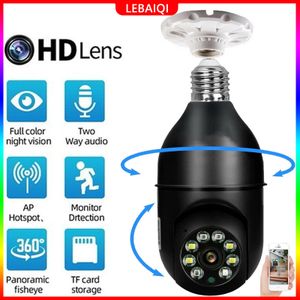 LEBAIQI
HD Lens
Full color
night vision
Two
Way audio
AP
Hotspot,
Monitor
Detrection
360°
Panoramic
fisheye
TF card
storage